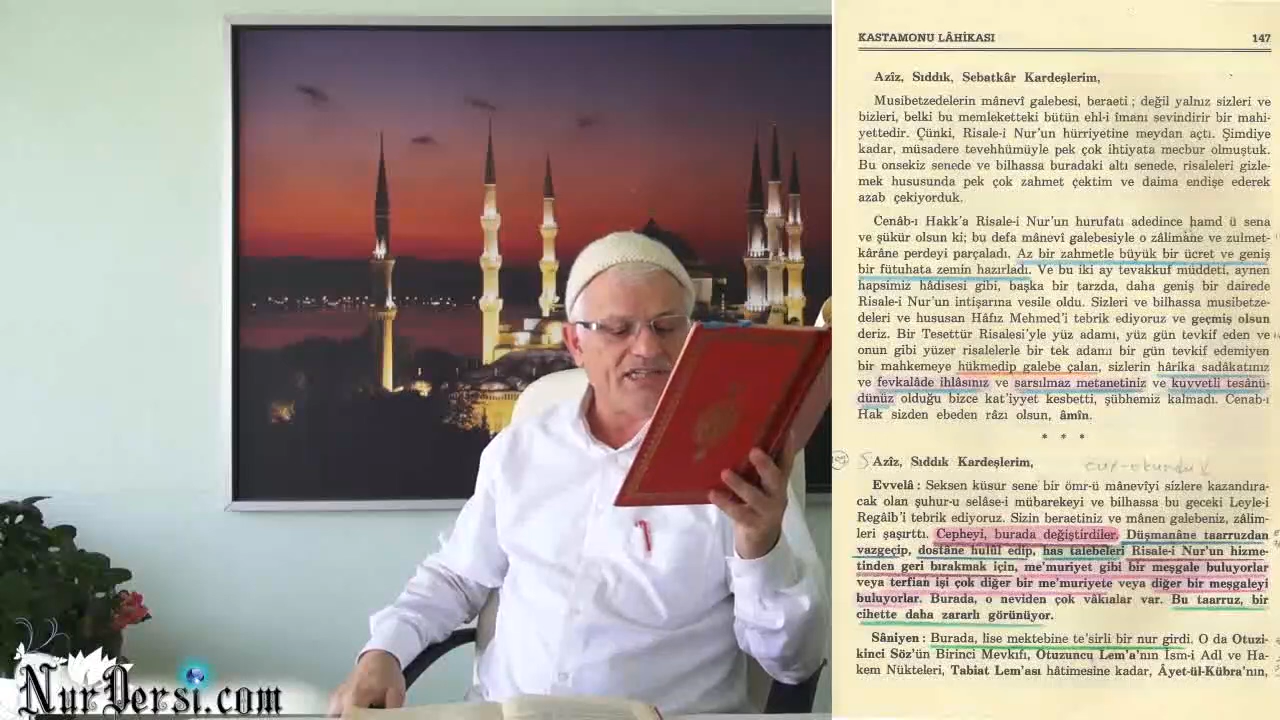 KASTAMONU LÂHİKASI 147
Azîz, Sıddık, Sebatkâr Kardeşlerim,
Musibetzedelerin mânevî galebesi, beraeti ; değil yalnız sizleri ve
bizleri, belki bu memleketteki bütün ehl-i îmanı sevindirir bir mahi-
yettedir. Çünki, Risale-i Nur'un hürriyetine meydan açtı. Şimdiye
kadar, müsadere tevehhümüyle pek çok ihtiyata mecbur olmuştuk.
Bu onsekiz senede ve bilhassa buradaki altı senede, risaleleri gizle-
mek hususunda pek çok zahmet çektim ve daima endişe ederek
azab çekiyorduk.
Cenâb-ı Hakk'a Risale-i Nur'un hurufatı adedince hamd ü sena
ve şükür olsun ki; bu defa mânevî galebesiyle o zâlimâne ve zulmet-
kârane perdeyi parçaladı. Az bir zahmetle büyük bir ücret ve geniş
bir fütuhata zemin hazırladı. Ve bu iki ay tevakkuf müddeti, aynen
hapsimiz hâdisesi gibi, başka bir tarzda, daha geniş bir dairede
Risale-i Nur'un intişarına vesile oldu. Sizleri ve bilhassa musibetze-
deleri ve hususan Hâfız Mehmed'i tebrik ediyoruz ve geçmiş olsun
deriz. Bir Tesettür Risalesi'yle yüz adamı, yüz gün tevkif eden ve
onun gibi yüzer risalelerle bir tek adamı bir gün tevkif edemiyen
bir mahkemeye hükmedip galebe çalan, sizlerin hârika sadâkatınız
ve fevkalâde ihlâsınız ve sarsılmaz metanetiniz ve kuvvetli tesânü-
dünüz olduğu bizce kat'iyyet kesbetti, şübhemiz kalmadı. Cenab-ı
Hak sizden ebeden râzı olsun, âmîn.
* * *
Azîz, Sıddık Kardeşlerim,
Evvelâ : Seksen küsur sene bir ömr-ü mânevîyi sizlere kazandıra-
cak olan şuhur-u selâse-i mübarekeyi ve bilhassa bu geceki Leyle-i
Regâib'i tebrik ediyoruz. Sizin beraetiniz ve mânen galebeniz, zâlim-
leri şaşırttı. Cepheyi, burada değiştirdiler. Düşmanâne taarruzdan
vazgeçip, dostâne hulûl edip, has talebeleri Risale-i Nur'un hizme-
tinden geri bırakmak için, me'muriyet gibi bir meşgale buluyorlar
veya terfian işi çok diğer bir me'muriyete veya diğer bir meşgaleyi
buluyorlar. Burada, o neviden çok vâkıalar var. Bu taarruz, bir
cihette daha zararlı görünüyor.
Sâniyen : Burada, lise mektebine te'sirli bir nur girdi. O da Otuzi-
kinci Söz'ün Birinci Mevkıfı, Otuzuncu Lem'a'nın İsm-i Adl ve Ha-
kem Nükteleri, Tabiat Lem'ası hâtimesine kadar, Âyet-ül-Kübra'nın,
NurDersi.com